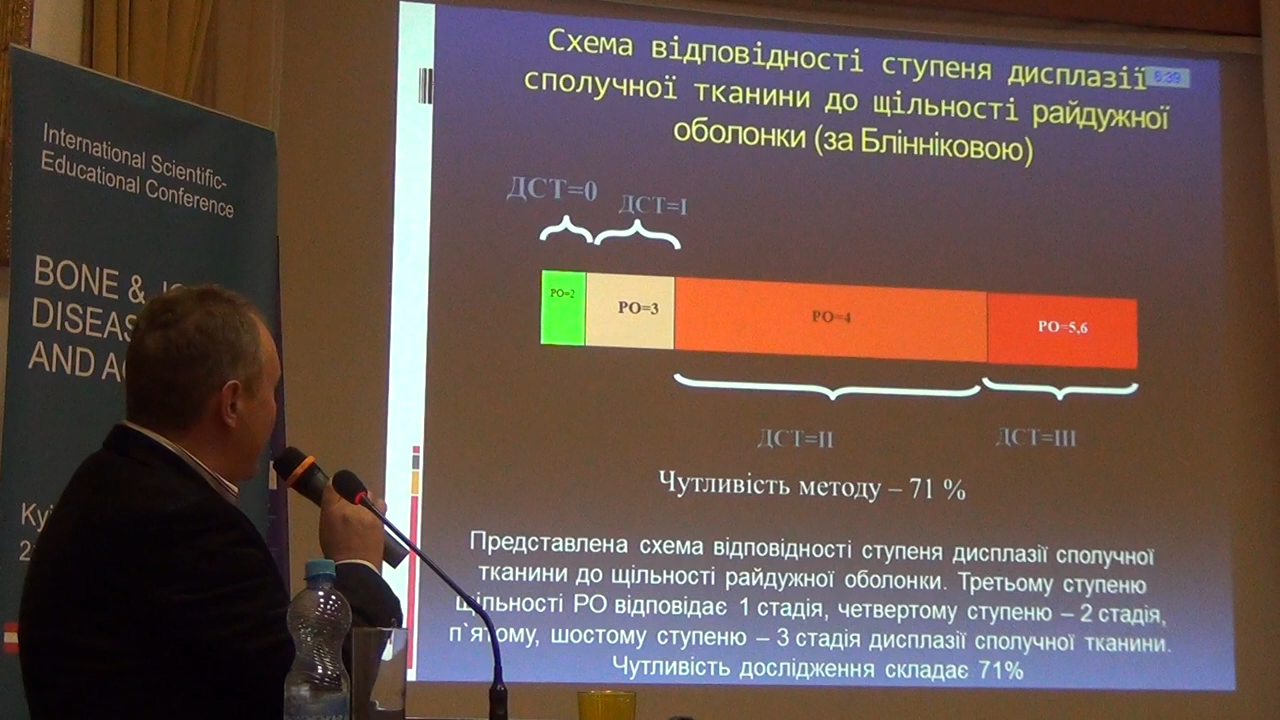 International Scientific-
Educational Conference
BONE &
DISEAS
AND A
Ky
2
Схема відповідності ступеня дисплазії
6:39
сполучної тканини до щільності райдужної
оболонки (за Блінніковою)
ДСТ=0
ДСТ=I
РО=2
РО=3
РО=4
РО=5,6
ДСТ=II
ДСТ=III
Чутливість методу – 71 %
Представлена схема відповідності ступеня дисплазії сполучної
тканини до щільності райдужної оболонки. Третьому ступеню
щільності РО відповідає 1 стадія, четвертому ступеню – 2 стадія,
п`ятому, шостому ступеню – 3 стадія дисплазії сполучної тканини.
Чутливість дослідження складає 71%